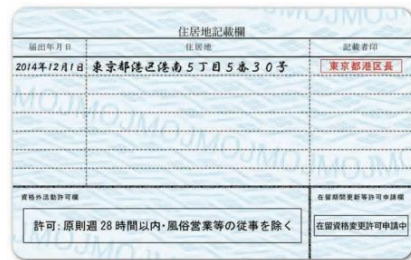 住居地記載欄
届出年月日 住居地 記載者印
2014年12月1日 東京都港区港南5丁目5番30号 東京都港区長
資格外活動許可欄 在留期間更新等許可申請欄
許可:原則週28時間以内・風俗営業等の従事を除く 在留資格変更許可申請中
MOJMOJMOJ